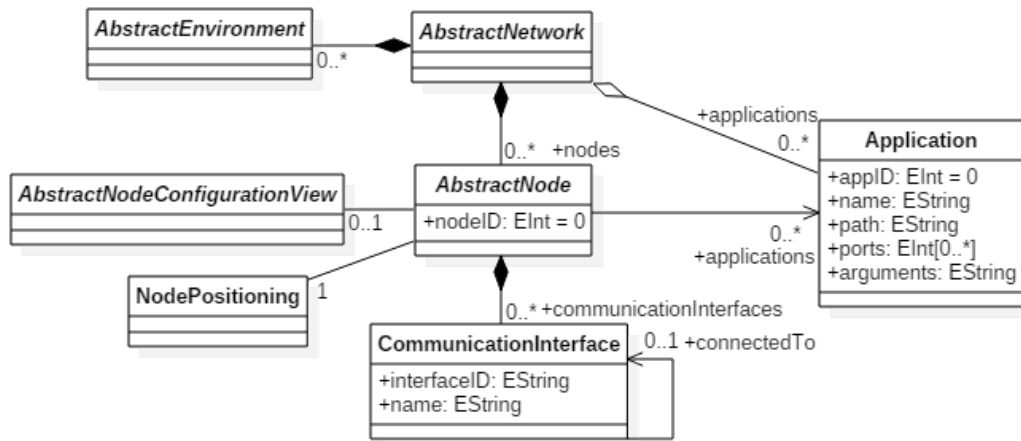 AbstractEnvironment
AbstractNetwork
0..*
+applications
0..*
Application
+appID: EInt = 0
+name: EString
+path: EString
+ports: EInt[0..*]
+arguments: EString
0..* +nodes
AbstractNodeConfigurationView
0..1
AbstractNode
+nodeID: EInt = 0
0..*
+applications
NodePositioning
1
0..* +communicationInterfaces
CommunicationInterface
+interfaceID: EString
+name: EString
0..1 +connectedTo